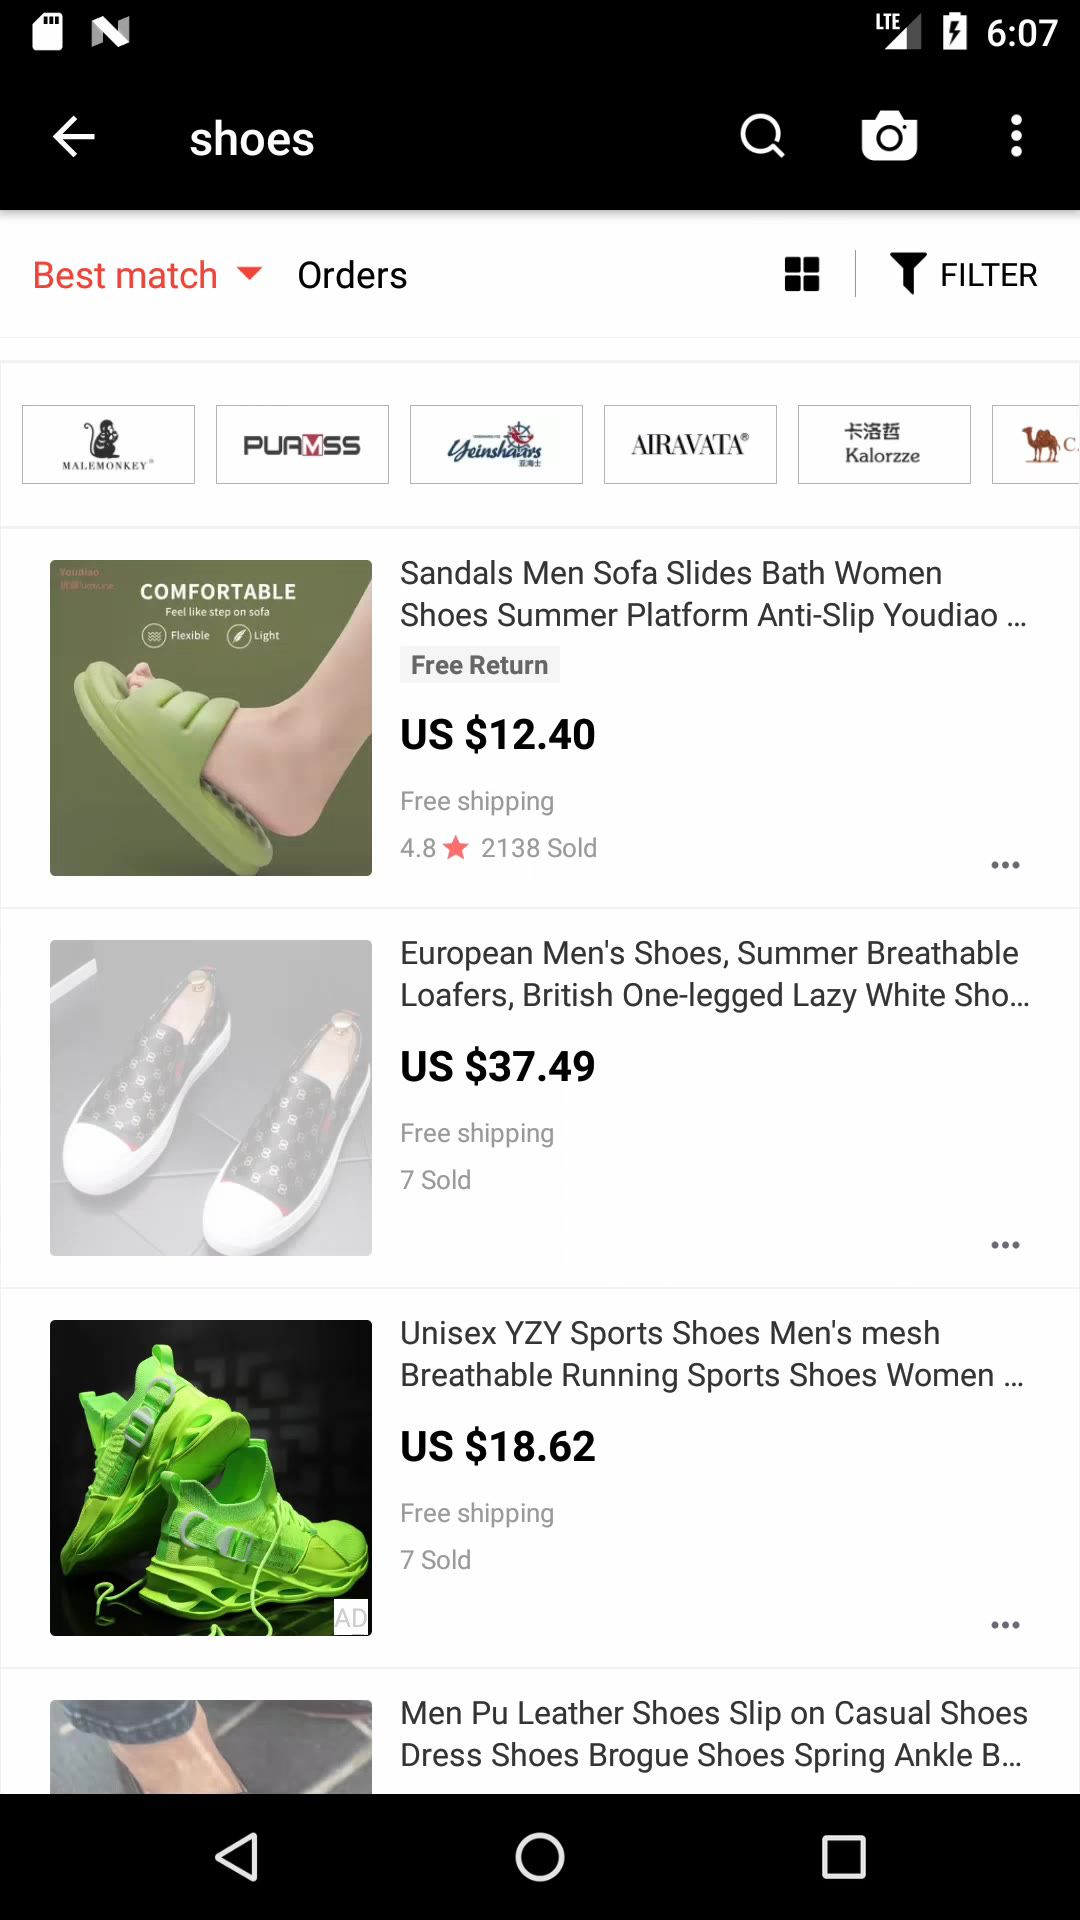 LTE 6:07
shoes
Best match Orders FILTER
MALEMONKEY®
PUAMSS
Yeinshaars
亚海士
AIRAVATA®
卡洛哲
Kalorzze
C
Youdiao
COMFORTABLE
Feel like step on sofa
Flexible Light
Sandals Men Sofa Slides Bath Women
Shoes Summer Platform Anti-Slip Youdiao ...
Free Return
US $12.40
Free shipping
4.8 2138 Sold
European Men's Shoes, Summer Breathable
Loafers, British One-legged Lazy White Sho...
US $37.49
Free shipping
7 Sold
Unisex YZY Sports Shoes Men's mesh
Breathable Running Sports Shoes Women ...
US $18.62
Free shipping
7 Sold
AD
Men Pu Leather Shoes Slip on Casual Shoes
Dress Shoes Brogue Shoes Spring Ankle B...